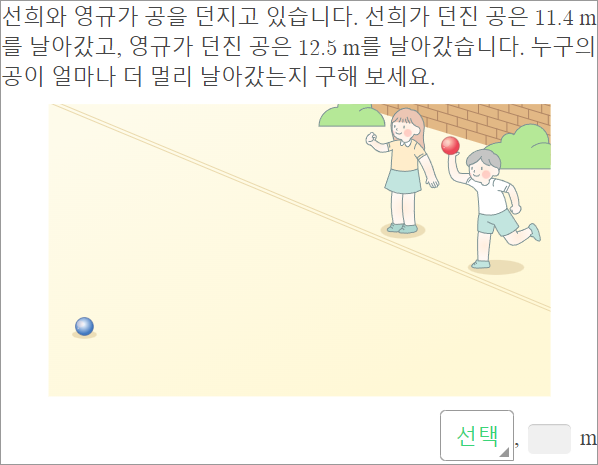 선희와 영규가 공을 던지고 있습니다. 선희가 던진 공은 11.4 m
를 날아갔고, 영규가 던진 공은 12.5 m를 날아갔습니다. 누구의
공이 얼마나 더 멀리 날아갔는지 구해 보세요.
선택, m